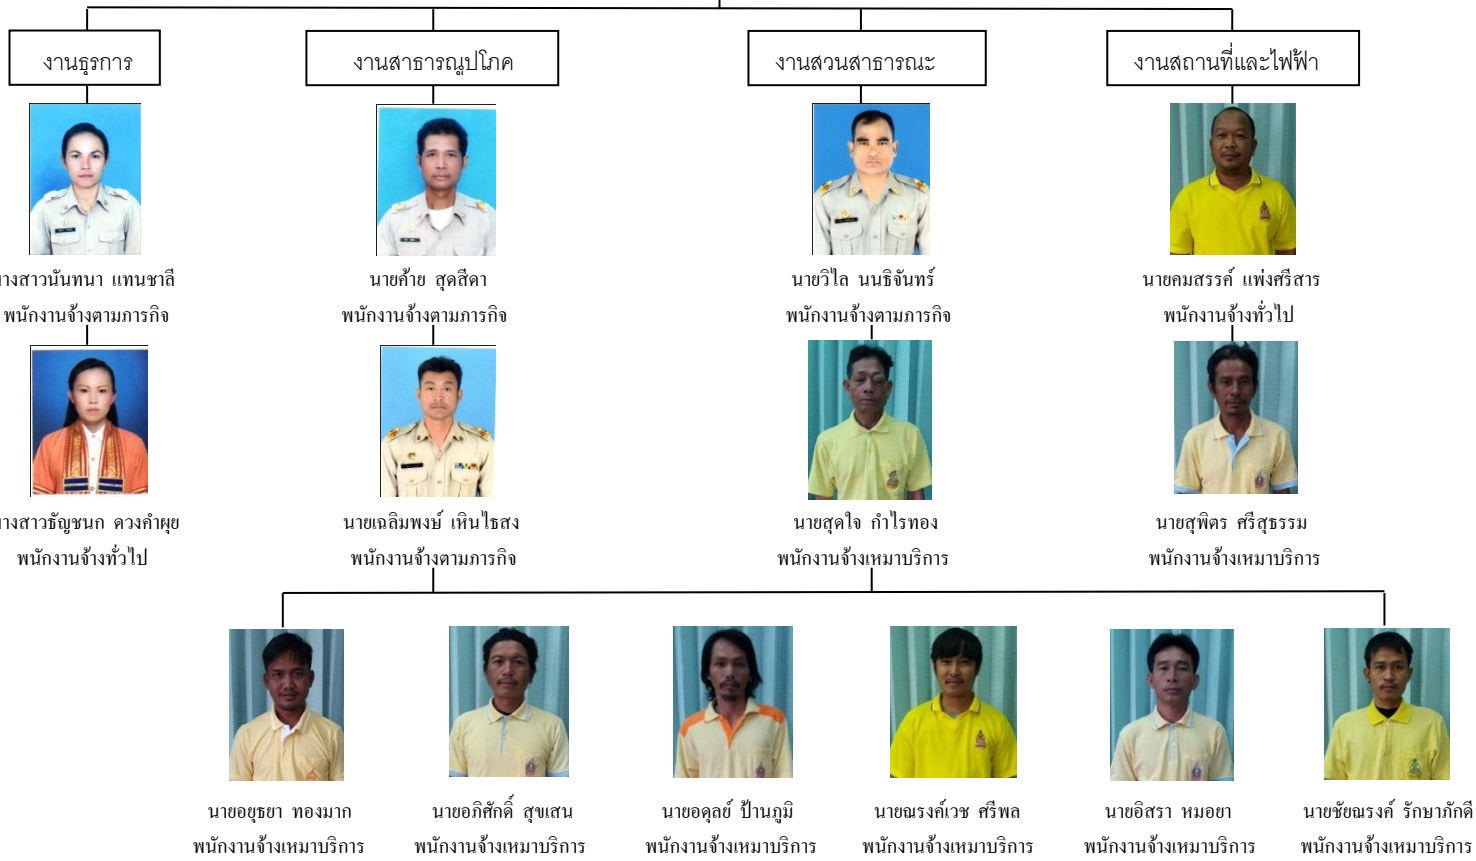 งานธุรการ
งานสาธารณูปโภค
งานสวนสาธารณะ
งานสถานที่และไฟฟ้า
างสาวนันทนา แทนชาลี
นายค้าย สุดสีดา
นายวิไล นนธิจันทร์
นายคมสรรค์ แพ่งศรีสาร
พนักงานจ้างตามภารกิจ
พนักงานจ้างตามภารกิจ
พนักงานจ้างตามภารกิจ
พนักงานจ้างทั่วไป
างสาวธัญชนก ดวงคำผุย
นายเฉลิมพงษ์ เหินไธสง
นายสุดใจ กำไรทอง
นายสุพิตร ศรีสุธรรม
พนักงานจ้างทั่วไป
พนักงานจ้างตามภารกิจ
พนักงานจ้างเหมาบริการ
พนักงานจ้างเหมาบริการ
นายอยุธยา ทองมาก
นายอภิศักดิ์ สุขเสน
นายอดุลย์ ป้านภูมิ
นายณรงค์เวช ศรีพล
นายอิสรา หมอยา
นายชัยณรงค์ รักษาภักดี
พนักงานจ้างเหมาบริการ
พนักงานจ้างเหมาบริการ
พนักงานจ้างเหมาบริการ
พนักงานจ้างเหมาบริการ
พนักงานจ้างเหมาบริการ
พนักงานจ้างเหมาบริการ